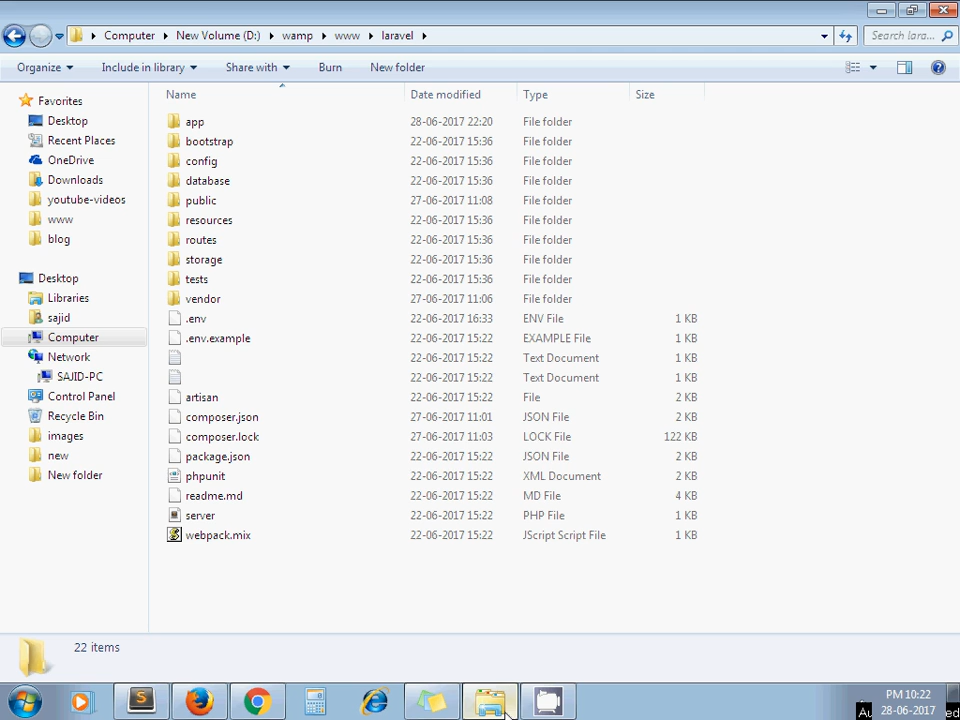 Computer New Volume (D:) wamp www laravel Search lara...
Organize Include in library Share with Burn New folder
Favorites
Desktop
Recent Places
OneDrive
Downloads
youtube-videos
www
blog
Desktop
Libraries
sajid
Computer
Network
SAJID-PC
Control Panel
Recycle Bin
images
new
New folder
Name Date modified Type Size
app 28-06-2017 22:20 File folder
bootstrap 22-06-2017 15:36 File folder
config 22-06-2017 15:36 File folder
database 22-06-2017 15:36 File folder
public 27-06-2017 11:08 File folder
resources 22-06-2017 15:36 File folder
routes 22-06-2017 15:36 File folder
storage 22-06-2017 15:36 File folder
tests 22-06-2017 15:36 File folder
vendor 27-06-2017 11:06 File folder
.env 22-06-2017 16:33 ENV File 1 KB
.env.example 22-06-2017 15:22 EXAMPLE File 1 KB
22-06-2017 15:22 Text Document 1 KB
22-06-2017 15:22 Text Document 1 KB
artisan 22-06-2017 15:22 File 2 KB
composer.json 27-06-2017 11:01 JSON File 2 KB
composer.lock 27-06-2017 11:03 LOCK File 122 KB
package.json 22-06-2017 15:22 JSON File 2 KB
phpunit 22-06-2017 15:22 XML Document 2 KB
readme.md 22-06-2017 15:22 MD File 4 KB
server 22-06-2017 15:22 PHP File 1 KB
webpack.mix 22-06-2017 15:22 JScript Script File 1 KB
22 items
PM 10:22
28-06-2017